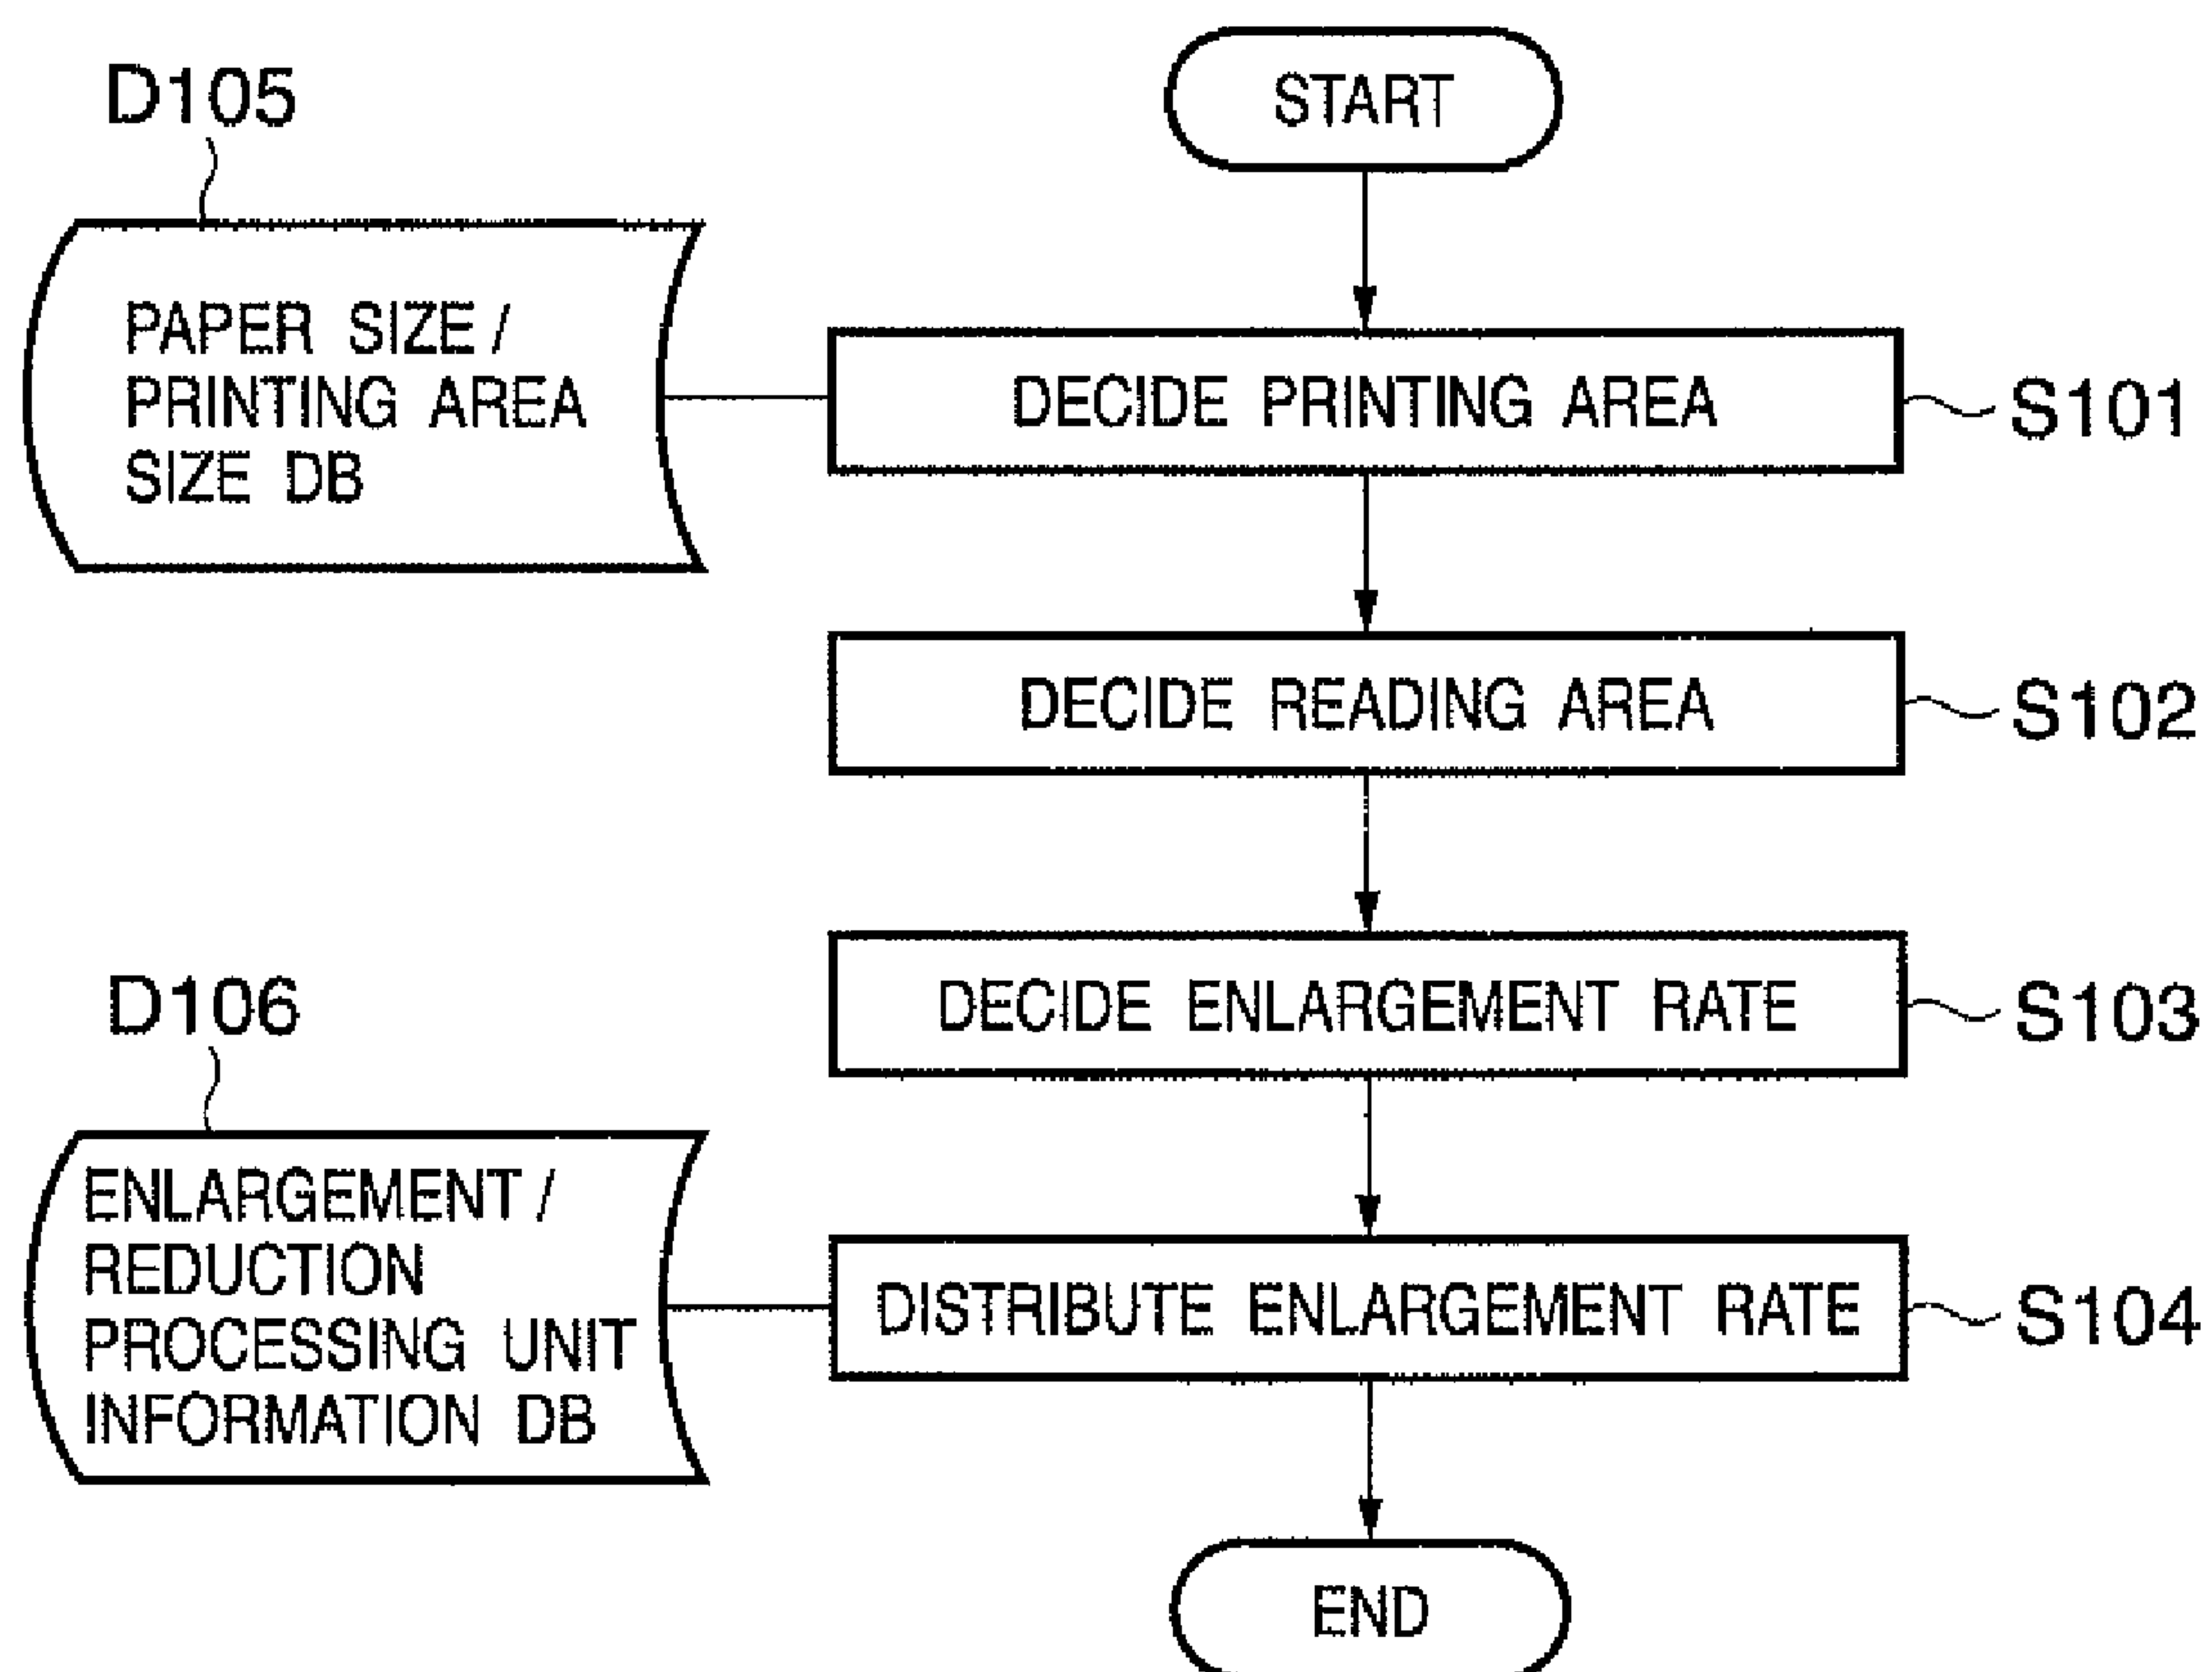 START
D105
PAPER SIZE /
PRINTING AREA
SIZE DB
DECIDE PRINTING AREA
S101
DECIDE READING AREA
S102
DECIDE ENLARGEMENT RATE
S103
D106
ENLARGEMENT /
REDUCTION
PROCESSING UNIT
INFORMATION DB
DISTRIBUTE ENLARGEMENT RATE
S104
END